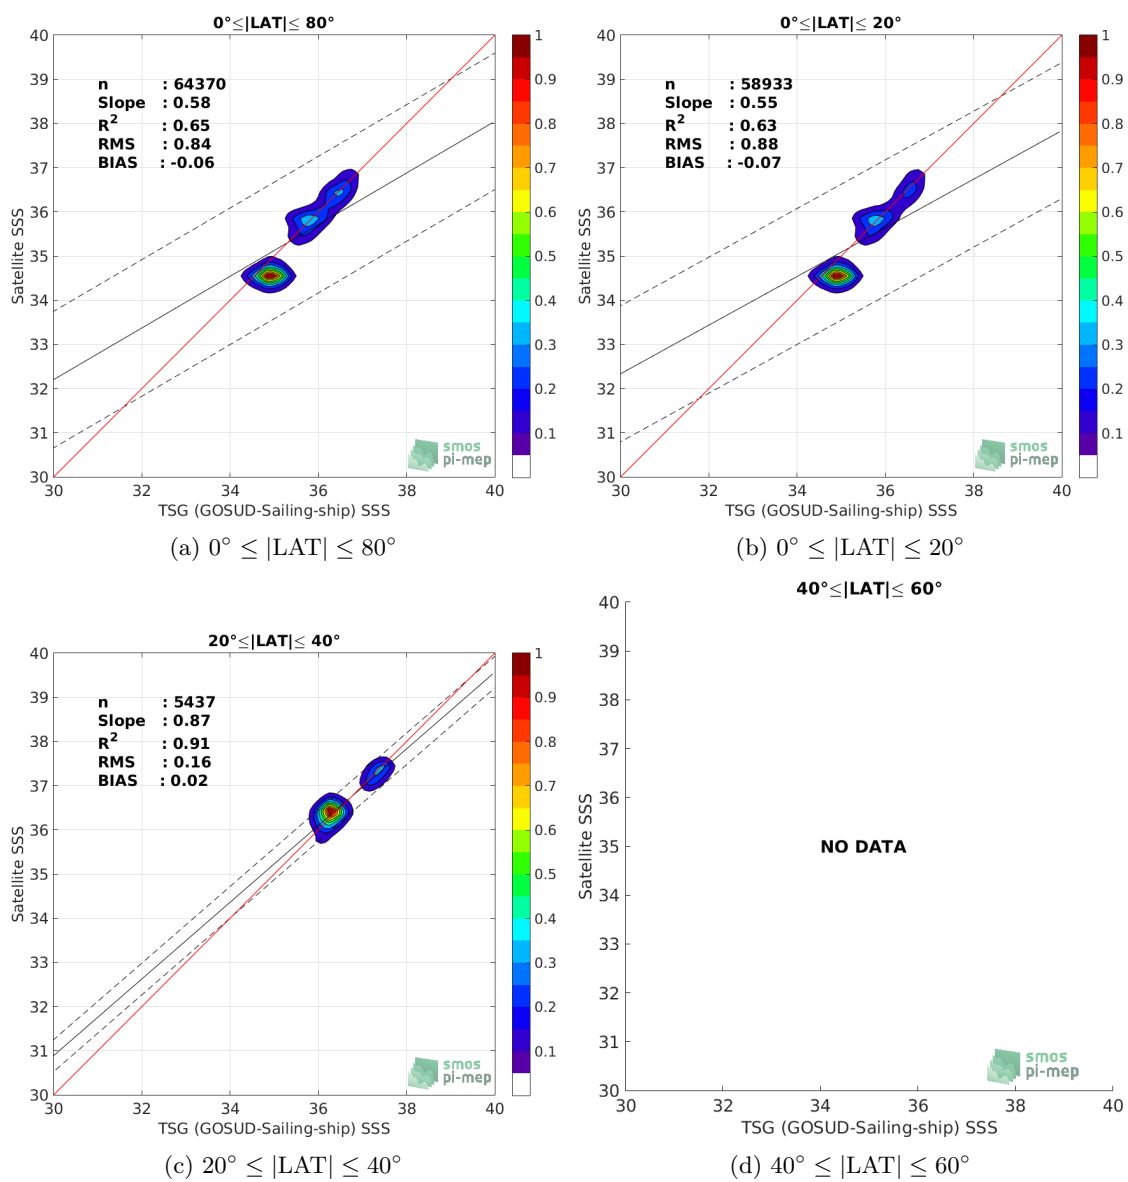 0°≤|LAT|≤ 80°
40
39
38
37
36
35
34
33
32
31
30
30 32 34 36 38 40
Satellite SSS
TSG (GOSUD-Sailing-ship) SSS
n : 64370
Slope : 0.58
R2 : 0.65
RMS : 0.84
BIAS : -0.06
1
0.9
0.8
0.7
0.6
0.5
0.4
0.3
0.2
0.1
smos
pi-mep
(a) 0° ≤ |LAT| ≤ 80°
0°≤|LAT|≤ 20°
40
39
38
37
36
35
34
33
32
31
30
30 32 34 36 38 40
Satellite SSS
TSG (GOSUD-Sailing-ship) SSS
n : 58933
Slope : 0.55
R2 : 0.63
RMS : 0.88
BIAS : -0.07
1
0.9
0.8
0.7
0.6
0.5
0.4
0.3
0.2
0.1
smos
pi-mep
(b) 0° ≤ |LAT| ≤ 20°
20°≤|LAT|≤ 40°
40
39
38
37
36
35
34
33
32
31
30
30 32 34 36 38 40
Satellite SSS
TSG (GOSUD-Sailing-ship) SSS
n : 5437
Slope : 0.87
R2 : 0.91
RMS : 0.16
BIAS : 0.02
1
0.9
0.8
0.7
0.6
0.5
0.4
0.3
0.2
0.1
smos
pi-mep
(c) 20° ≤ |LAT| ≤ 40°
40°≤|LAT|≤ 60°
40
39
38
37
36
35
34
33
32
31
30
30 32 34 36 38 40
Satellite SSS
TSG (GOSUD-Sailing-ship) SSS
NO DATA
smos
pi-mep
(d) 40° ≤ |LAT| ≤ 60°